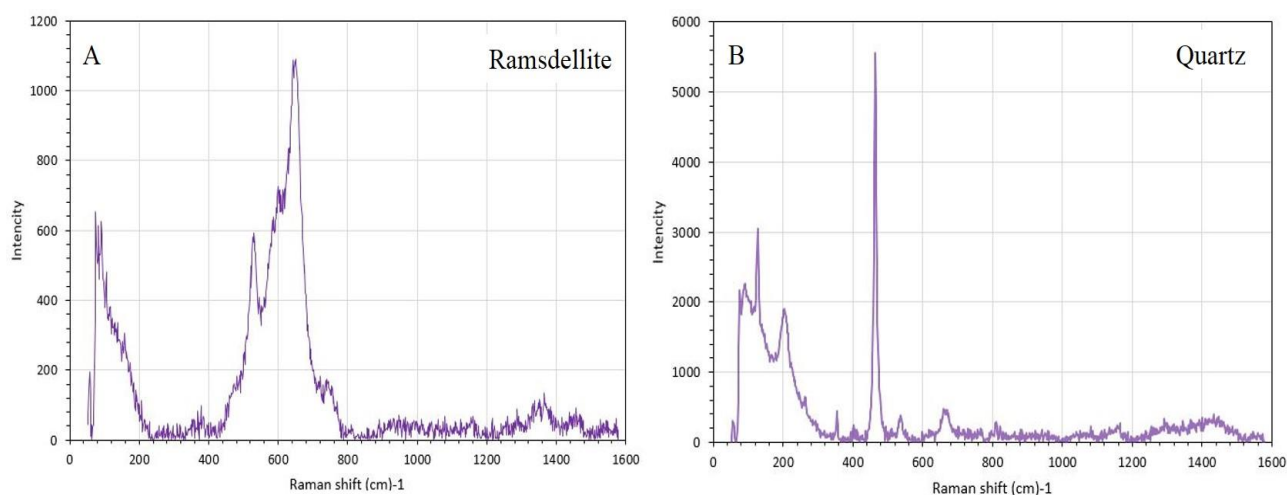 A
Ramsdellite
1200
1000
800
600
400
200
0
Intencity
0 200 400 600 800 1000 1200 1400 1600
Raman shift (cm)-1
B
Quartz
6000
5000
4000
3000
2000
1000
0
Intencity
0 200 400 600 800 1000 1200 1400 1600
Raman shift (cm)-1